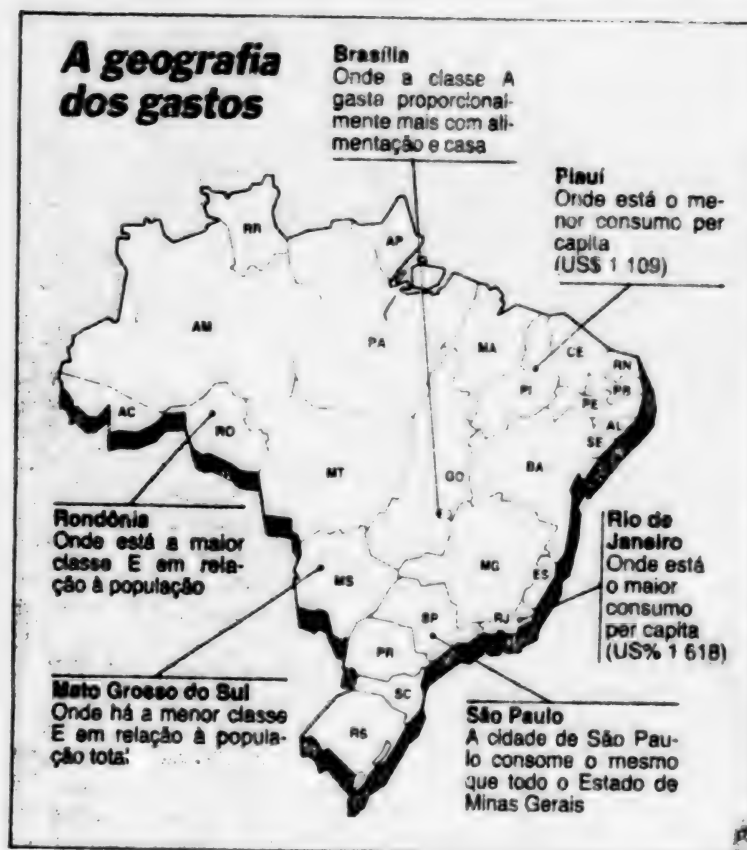 A geografia
dos gastos
Brasília
Onde a classe A
gasta proporcional-
mente mais com ali-
mentação e casa
Piauí
Onde está o me-
nor consumo per
capita
(US$ 1 109)
RR
AP
AM
PA
MA
CE
RN
PI
PB
PE
AC
AL
RO
SE
MT
GO
BA
Rondônia
Onde está a maior
classe E em rela-
ção à população
Rio de
Janeiro
Onde está
o maior
consumo
per capita
(US% 1 618)
MS
MG
ES
SP
RJ
PR
SC
RS
Mato Grosso do Sul
Onde há a menor classe
E em relação à popula-
ção total
São Paulo
A cidade de São Pau-
lo consome o mesmo
que todo o Estado de
Minas Gerais